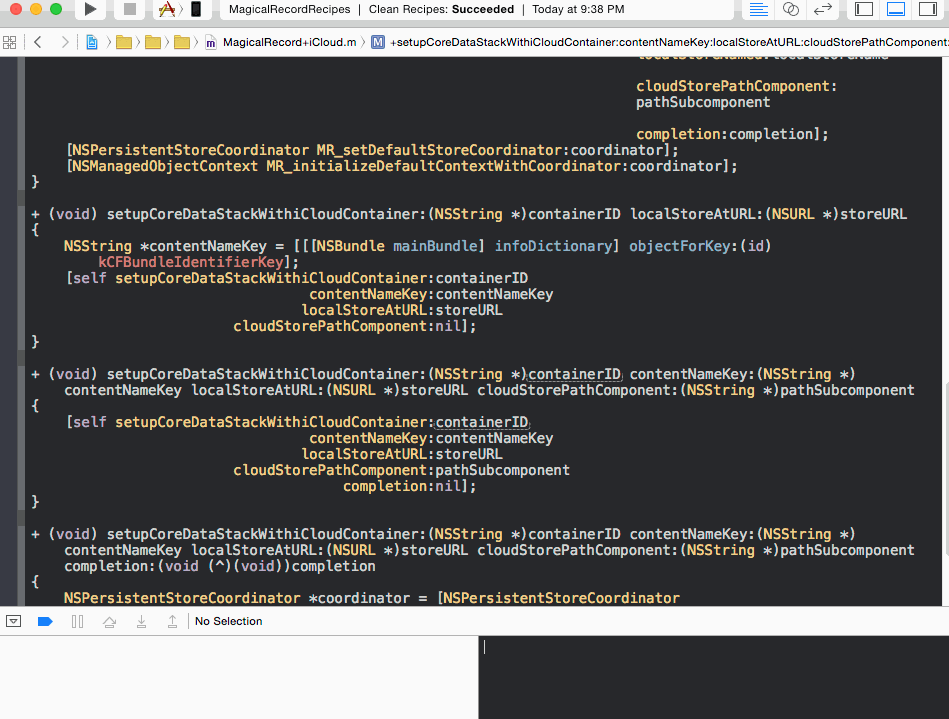 MagicalRecordRecipes | Clean Recipes: Succeeded | Today at 9:38 PM
m MagicalRecord+iCloud.m M +setupCoreDataStackWithiCloudContainer:contentNameKey:localStoreAtURL:cloudStorePathComponent:
localStoreNamed:localStoreName
cloudStorePathComponent:
pathSubcomponent
completion:completion];
[NSPersistentStoreCoordinator MR_setDefaultStoreCoordinator:coordinator];
[NSManagedObjectContext MR_initializeDefaultContextWithCoordinator:coordinator];
}
+ (void) setupCoreDataStackWithiCloudContainer:(NSString *)containerID localStoreAtURL:(NSURL *)storeURL
{
NSString *contentNameKey = [[[NSBundle mainBundle] infoDictionary] objectForKey:(id)
kCFBundleIdentifierKey];
[self setupCoreDataStackWithiCloudContainer:containerID
contentNameKey:contentNameKey
localStoreAtURL:storeURL
cloudStorePathComponent:nil];
}
+ (void) setupCoreDataStackWithiCloudContainer:(NSString *)containerID contentNameKey:(NSString *)
contentNameKey localStoreAtURL:(NSURL *)storeURL cloudStorePathComponent:(NSString *)pathSubcomponent
{
[self setupCoreDataStackWithiCloudContainer:containerID
contentNameKey:contentNameKey
localStoreAtURL:storeURL
cloudStorePathComponent:pathSubcomponent
completion:nil];
}
+ (void) setupCoreDataStackWithiCloudContainer:(NSString *)containerID contentNameKey:(NSString *)
contentNameKey localStoreAtURL:(NSURL *)storeURL cloudStorePathComponent:(NSString *)pathSubcomponent
completion:(void (^)(void))completion
{
NSPersistentStoreCoordinator *coordinator = [NSPersistentStoreCoordinator
No Selection